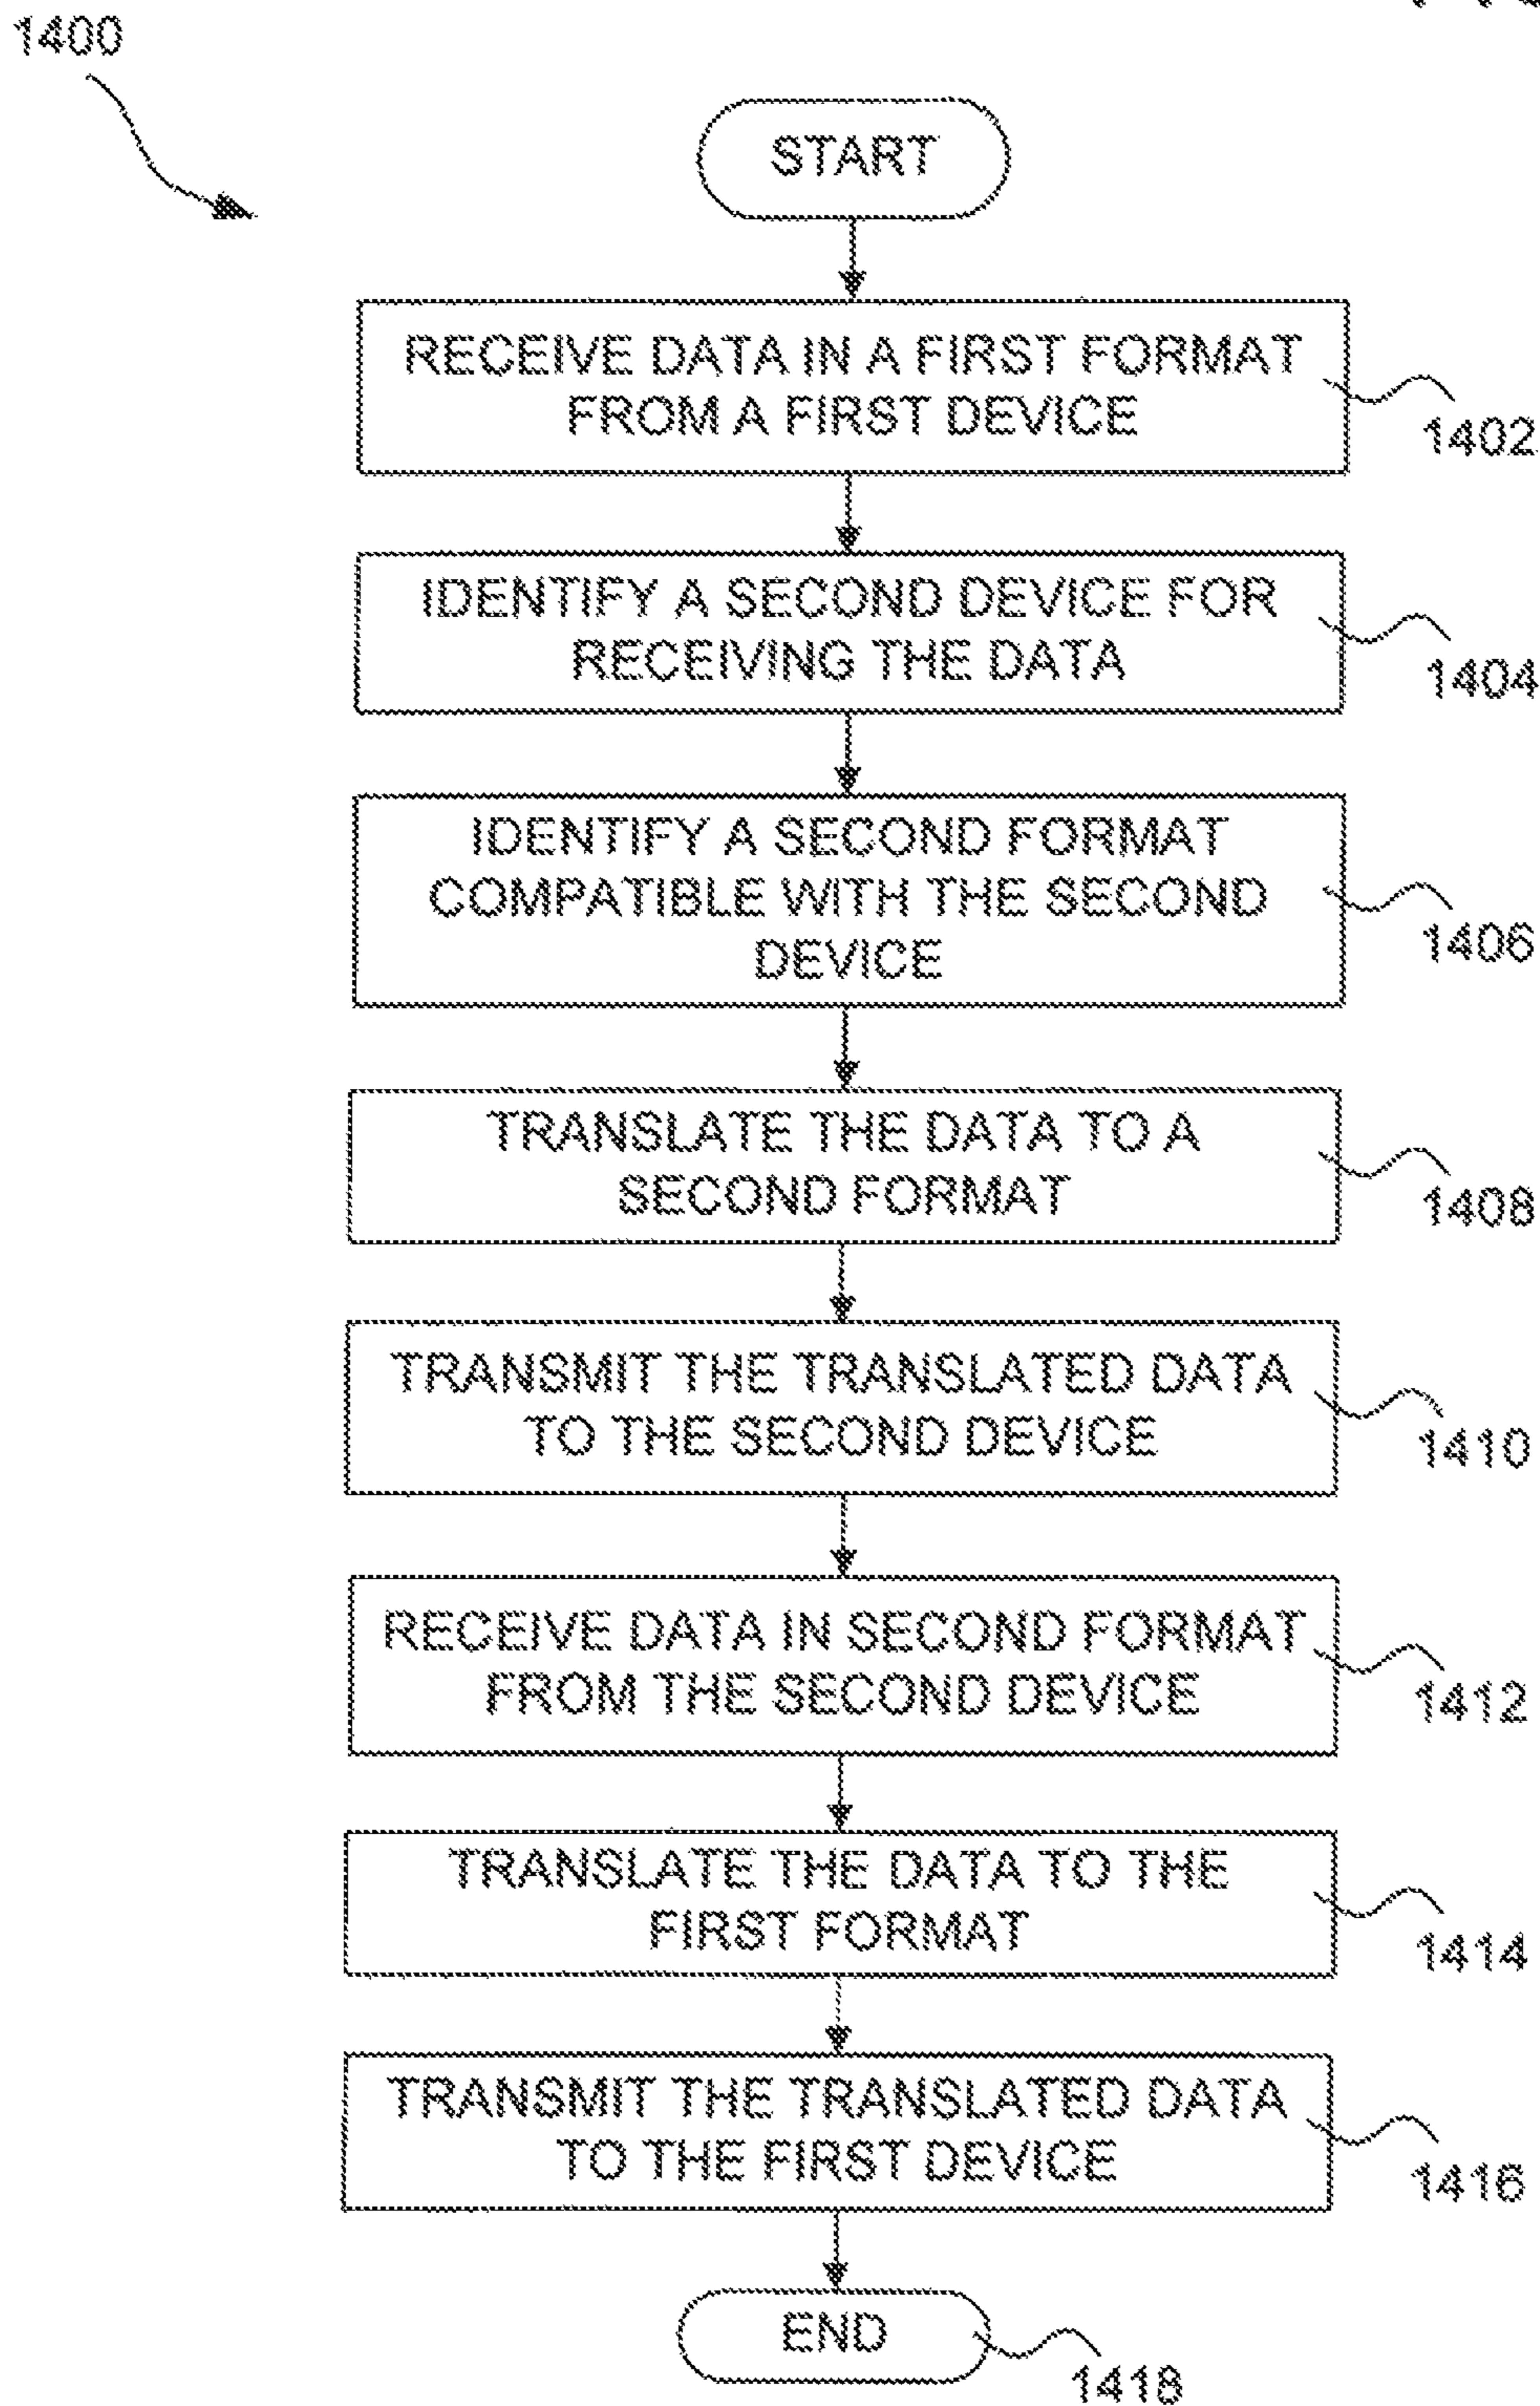 1400
START
RECEIVE DATA IN A FIRST FORMAT
FROM A FIRST DEVICE
1402
IDENTIFY A SECOND DEVICE FOR
RECEIVING THE DATA
1404
IDENTIFY A SECOND FORMAT
COMPATIBLE WITH THE SECOND
DEVICE
1406
TRANSLATE THE DATA TO A
SECOND FORMAT
1408
TRANSMIT THE TRANSLATED DATA
TO THE SECOND DEVICE
1410
RECEIVE DATA IN SECOND FORMAT
FROM THE SECOND DEVICE
1412
TRANSLATE THE DATA TO THE
FIRST FORMAT
1414
TRANSMIT THE TRANSLATED DATA
TO THE FIRST DEVICE
1416
END
1418